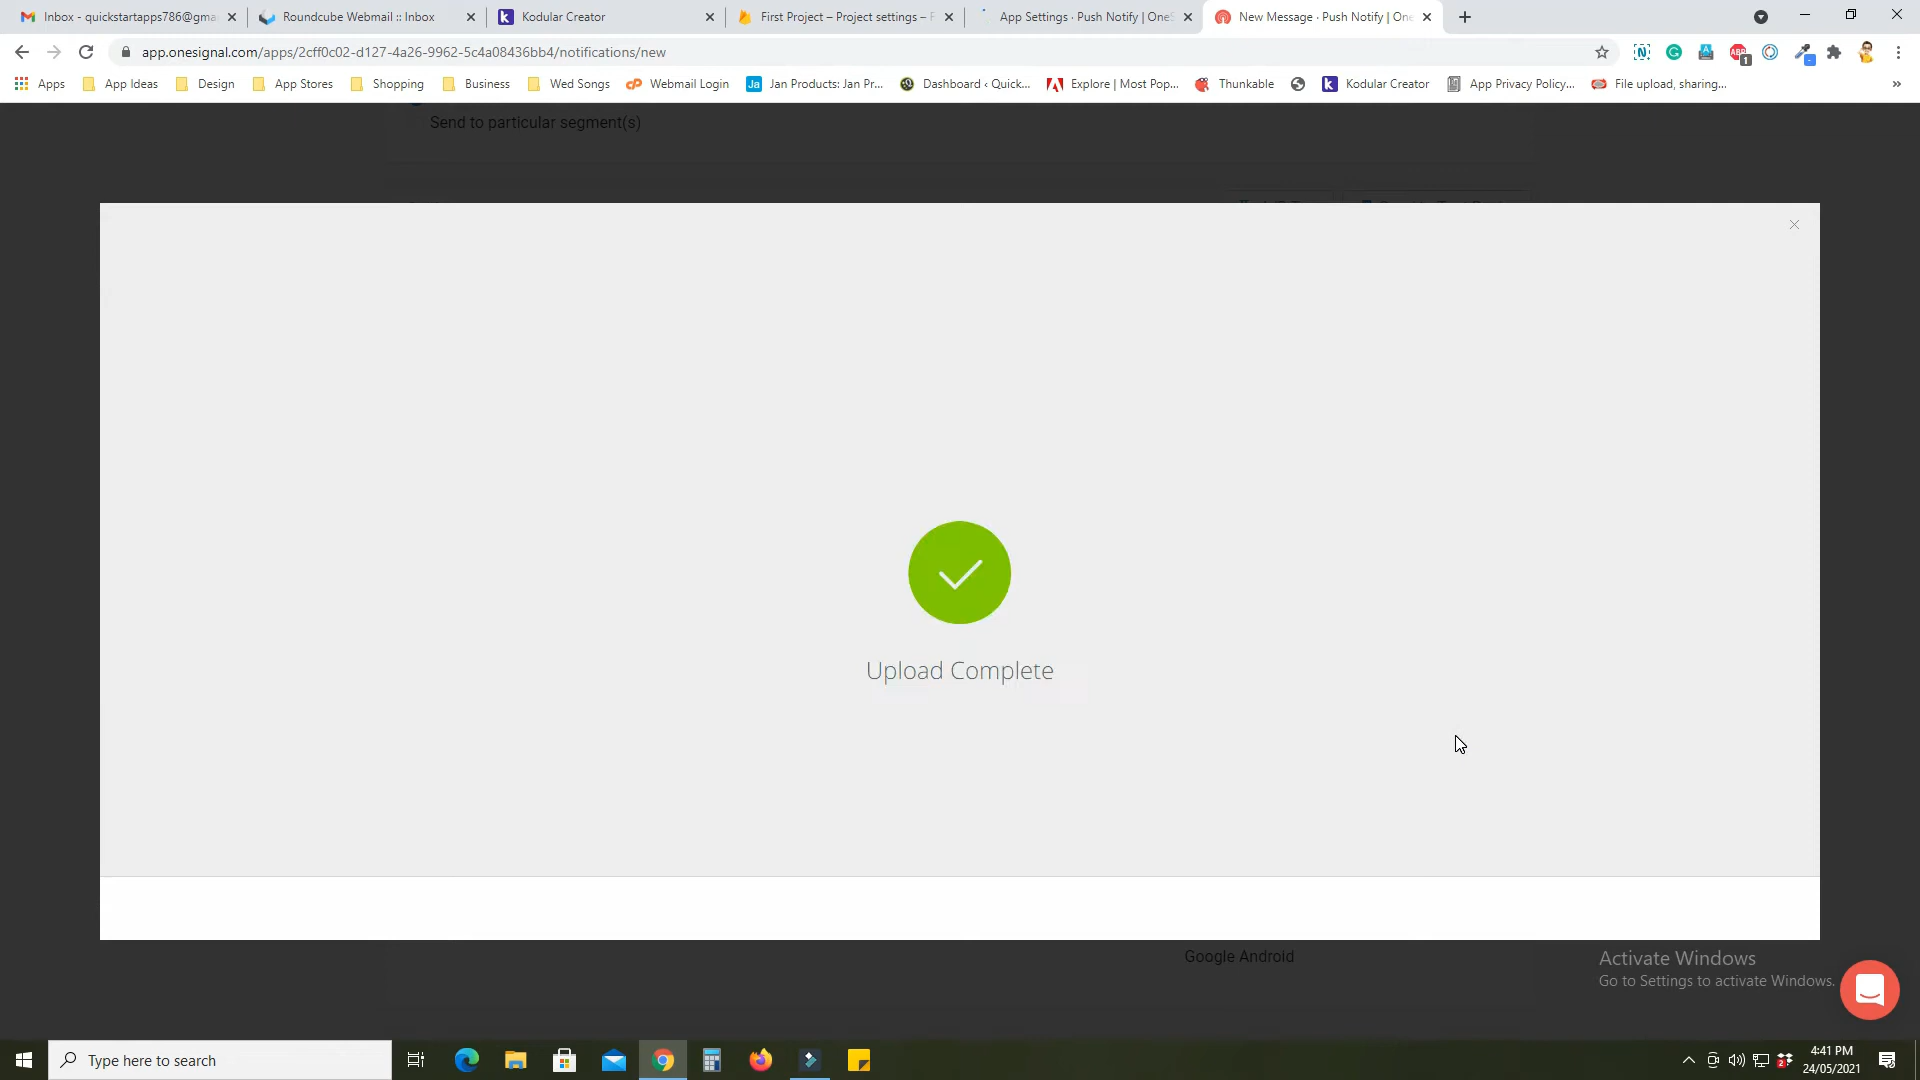 Inbox - quickstartapps786@gma
Roundcube Webmail :: Inbox
Kodular Creator
First Project – Project settings – F
App Settings · Push Notify | OneS
New Message · Push Notify | One
app.onesignal.com/apps/2cff0c02-d127-4a26-9962-5c4a08436bb4/notifications/new
Apps
App Ideas
Design
App Stores
Shopping
Business
Wed Songs
Webmail Login
Jan Products: Jan Pr...
Dashboard ‹ Quick...
Explore | Most Pop...
Thunkable
Kodular Creator
App Privacy Policy...
File upload, sharing...
Send to particular segment(s)
Upload Complete
Google Android
Activate Windows
Go to Settings to activate Windows.
Type here to search
4:41 PM
24/05/2021